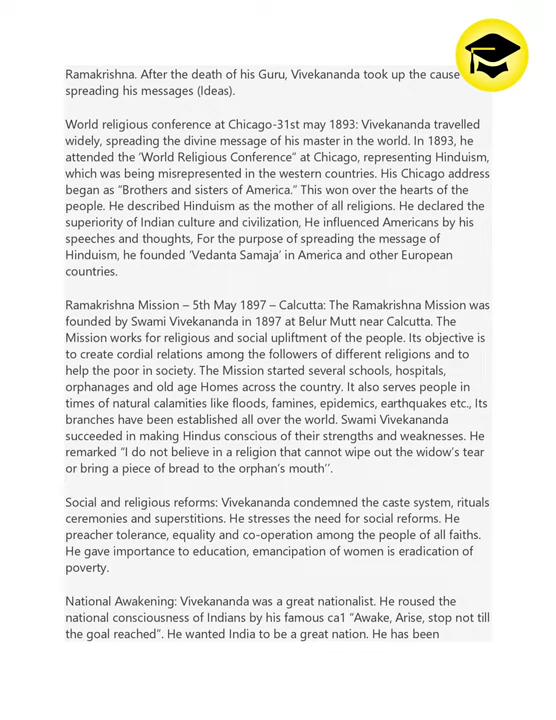 Ramakrishna. After the death of his Guru, Vivekananda took up the cause
spreading his messages (Ideas).
World religious conference at Chicago-31st may 1893: Vivekananda travelled
widely, spreading the divine message of his master in the world. In 1893, he
attended the ‘World Religious Conference” at Chicago, representing Hinduism,
which was being misrepresented in the western countries. His Chicago address
began as “Brothers and sisters of America.” This won over the hearts of the
people. He described Hinduism as the mother of all religions. He declared the
superiority of Indian culture and civilization, He influenced Americans by his
speeches and thoughts, For the purpose of spreading the message of
Hinduism, he founded ‘Vedanta Samaja’ in America and other European
countries.
Ramakrishna Mission – 5th May 1897 – Calcutta: The Ramakrishna Mission was
founded by Swami Vivekananda in 1897 at Belur Mutt near Calcutta. The
Mission works for religious and social upliftment of the people. Its objective is
to create cordial relations among the followers of different religions and to
help the poor in society. The Mission started several schools, hospitals,
orphanages and old age Homes across the country. It also serves people in
times of natural calamities like floods, famines, epidemics, earthquakes etc., Its
branches have been established all over the world. Swami Vivekananda
succeeded in making Hindus conscious of their strengths and weaknesses. He
remarked “I do not believe in a religion that cannot wipe out the widow’s tear
or bring a piece of bread to the orphan’s mouth’’.
Social and religious reforms: Vivekananda condemned the caste system, rituals
ceremonies and superstitions. He stresses the need for social reforms. He
preacher tolerance, equality and co-operation among the people of all faiths.
He gave importance to education, emancipation of women is eradication of
poverty.
National Awakening: Vivekananda was a great nationalist. He roused the
national consciousness of Indians by his famous ca1 “Awake, Arise, stop not till
the goal reached”. He wanted India to be a great nation. He has been